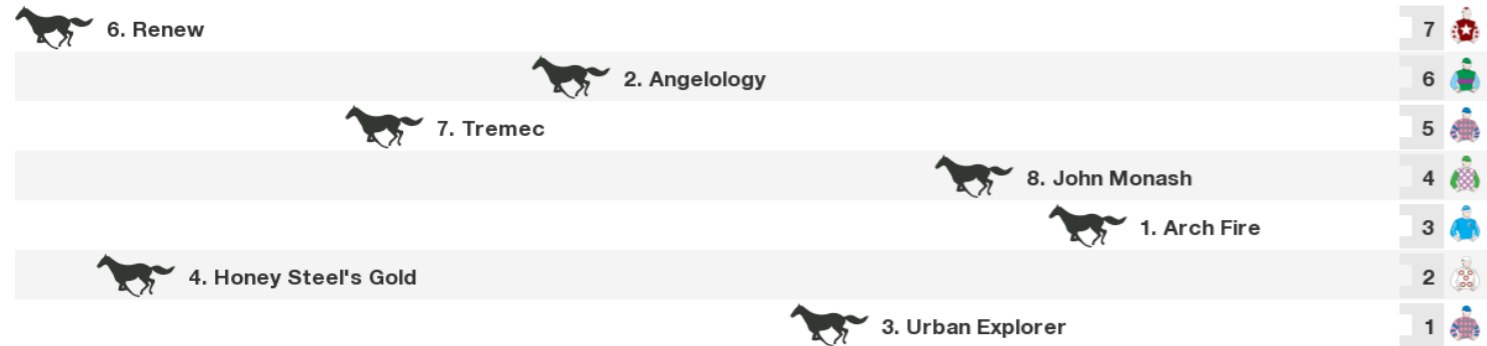 6. Renew 7
2. Angelology 6
7. Tremec 5
8. John Monash 4
1. Arch Fire 3
4. Honey Steel's Gold 2
3. Urban Explorer 1